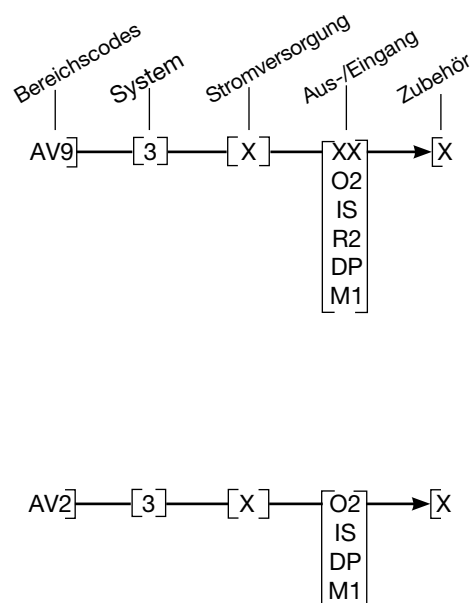 Bereichscodes System Stromversorgung Aus-/Eingang Zubehör
AV9 3 X XX X
O2
IS
R2
DP
M1
AV2 3 X O2 X
IS
DP
M1